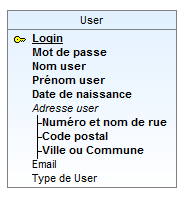 User
Login
Mot de passe
Nom user
Prénom user
Date de naissance
Adresse user
Numéro et nom de rue
Code postal
Ville ou Commune
Email
Type de User